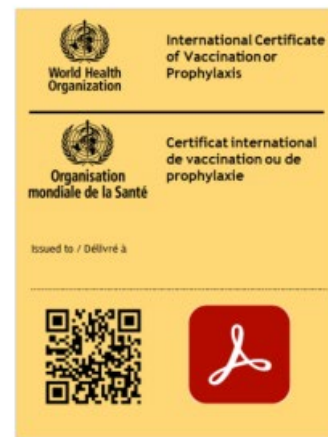 World Health
Organization
International Certificate
of Vaccination or
Prophylaxis
Organisation
mondiale de la Santé
Certificat international
de vaccination ou de
prophylaxie
Issued to / Délivré à